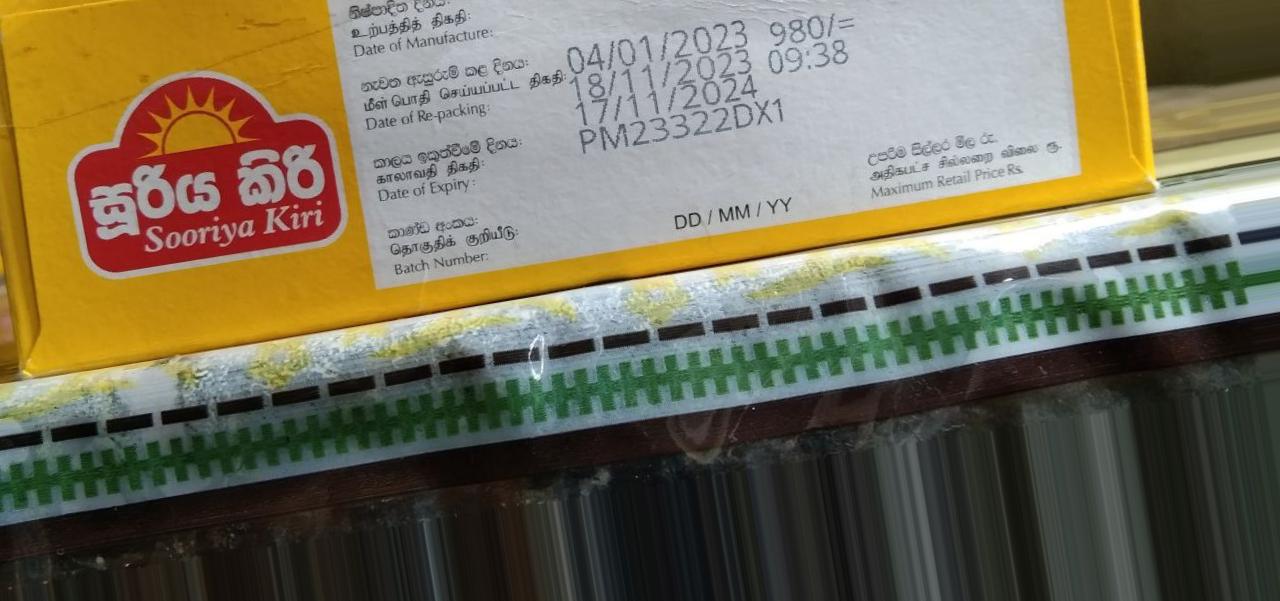 නිෂ්පාදිත දිනය:
உற்பத்தித் திகதி:
Date of Manufacture:
04/01/2023 980/=
නැවත ඇසුරුම් කළ දිනය:
மீள் பொதி செய்யப்பட்ட திகதி:
Date of Re-packing:
18/11/2023 09:38
17/11/2024
PM23322DX1
කාලය ඉකුත්වීමේ දිනය:
காலாவதி திகதி:
Date of Expiry:
කාණ්ඩ අංකය:
தொகுதிக் குறியீடு:
Batch Number:
DD / MM / YY
උපරිම සිල්ලර මිල රු.
அதிகபட்ச சில்லறை விலை ரூ.
Maximum Retail Price Rs.
සූරිය කිරි
Sooriya Kiri